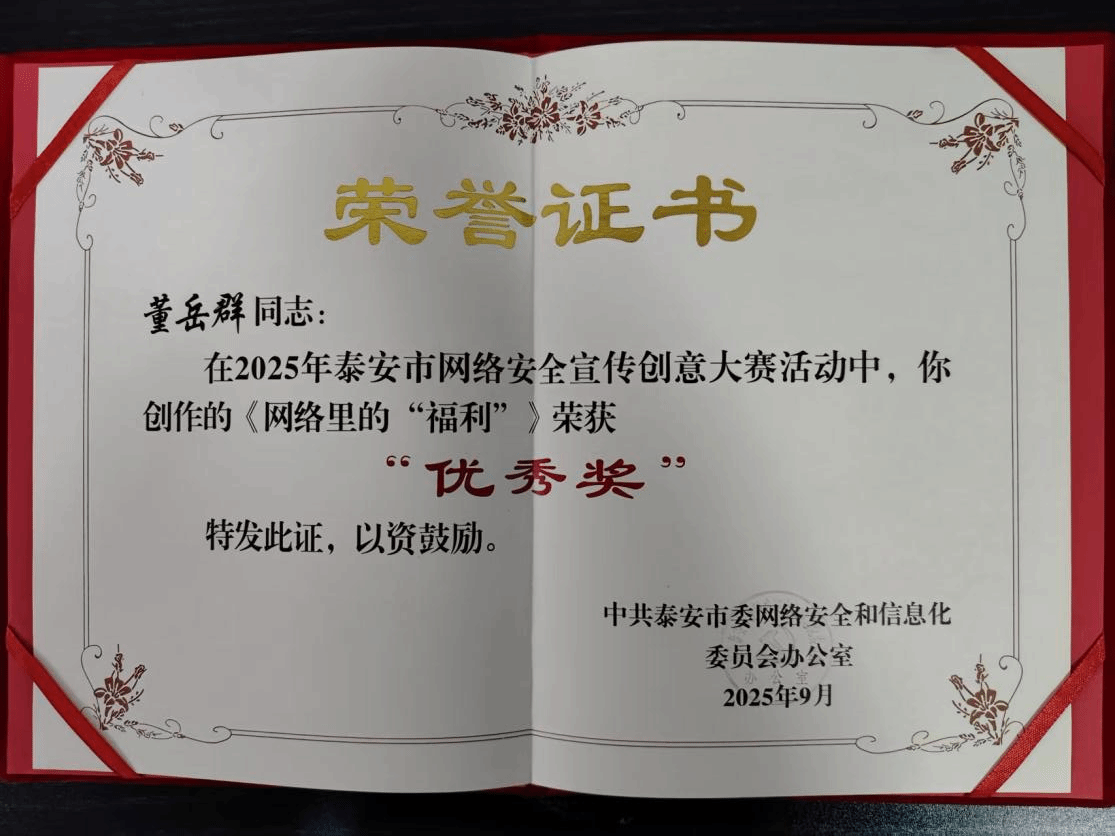 荣誉证书
董岳群同志：
在2025年泰安市网络安全宣传创意大赛活动中，你
创作的《网络里的“福利”》荣获
“优秀奖”
特发此证，以资鼓励。
中共泰安市委网络安全和信息化
委员会办公室
办公室
2025年9月